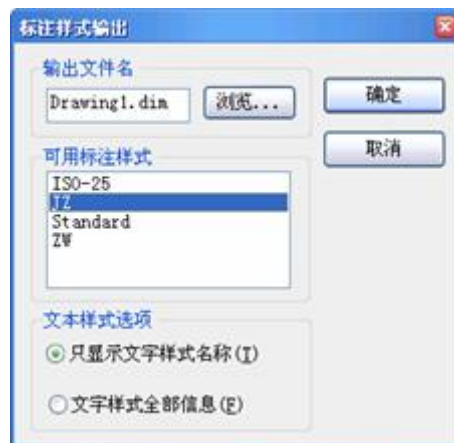 标注样式输出
输出文件名
Drawing1.dim
浏览...
确定
取消
可用标注样式
ISO-25
JZ
Standard
ZW
文本样式选项
只显示文字样式名称(T)
文字样式全部信息(F)